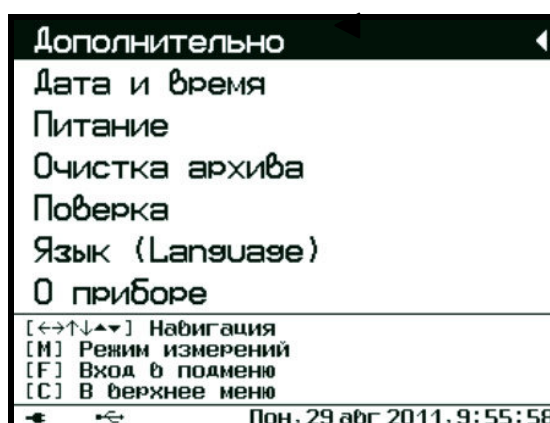 Дополнительно
Дата и время
Питание
Очистка архива
Поверка
Язык (Language)
О приборе
[←→↑↓▲▼] Навигация
[M] Режим измерений
[F] Вход в подменю
[C] В верхнее меню
Пон, 29 авг 2011, 9:55:58